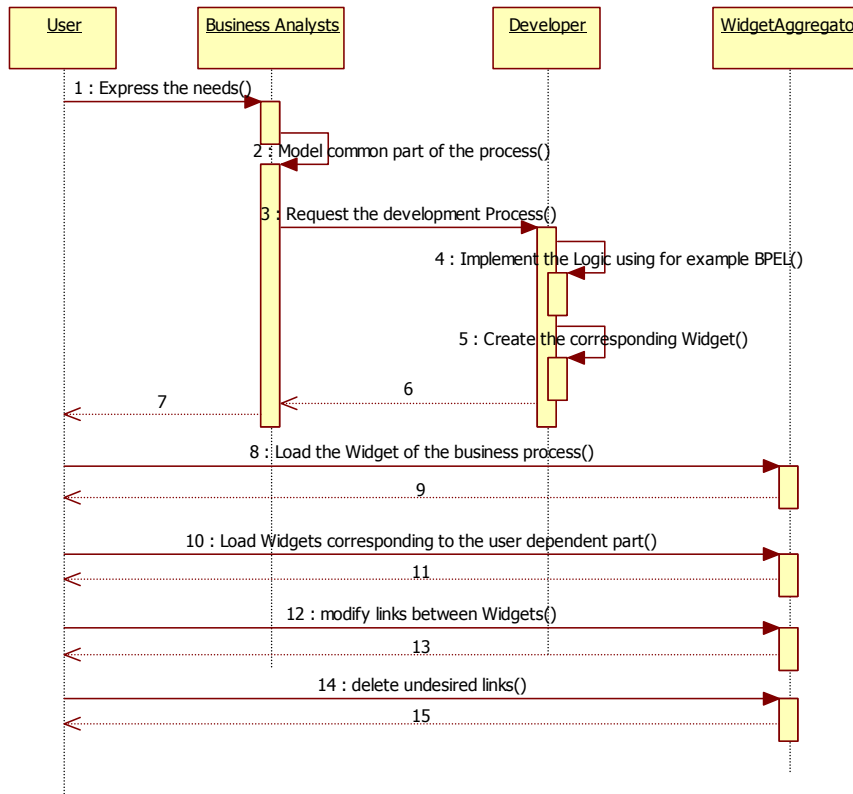 User
Business Analysts
Developer
WidgetAggregato
1 : Express the needs()
2 : Model common part of the process()
3 : Request the development Process()
4 : Implement the Logic using for example BPEL()
5 : Create the corresponding Widget()
6
7
8 : Load the Widget of the business process()
9
10 : Load Widgets corresponding to the user dependent part()
11
12 : modify links between Widgets()
13
14 : delete undesired links()
15